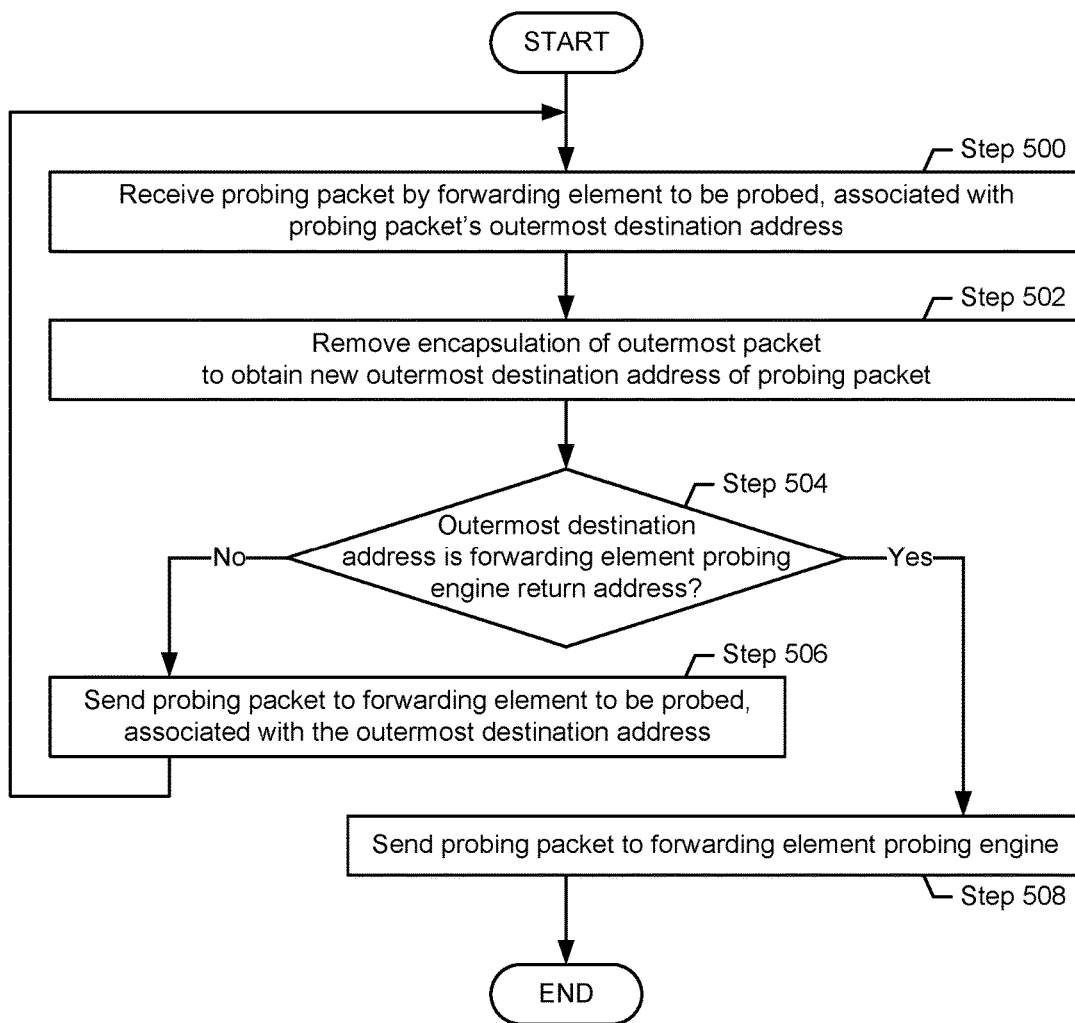 START
Step 500
Receive probing packet by forwarding element to be probed, associated with
probing packet’s outermost destination address
Step 502
Remove encapsulation of outermost packet
to obtain new outermost destination address of probing packet
Step 504
Outermost destination
address is forwarding element probing
engine return address?
No
Yes
Step 506
Send probing packet to forwarding element to be probed,
associated with the outermost destination address
Send probing packet to forwarding element probing engine
Step 508
END